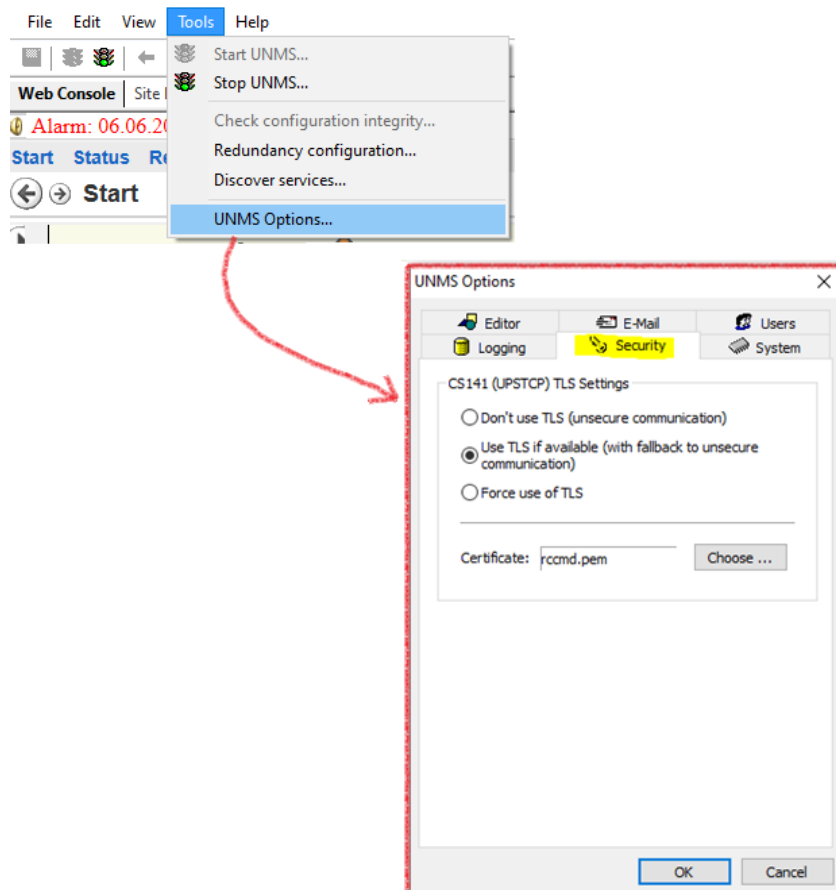 File Edit View Tools Help
Start UNMS...
Stop UNMS...
Web Console Site
Check configuration integrity...
Alarm: 06.06.20
Redundancy configuration...
Start Status Re
Discover services...
Start
UNMS Options...
UNMS Options
Editor E-Mail Users
Logging Security System
CS141 (UPSTCP) TLS Settings
Don't use TLS (unsecure communication)
Use TLS if available (with fallback to unsecure
communication)
Force use of TLS
Certificate: rccmd.pem Choose ...
OK Cancel